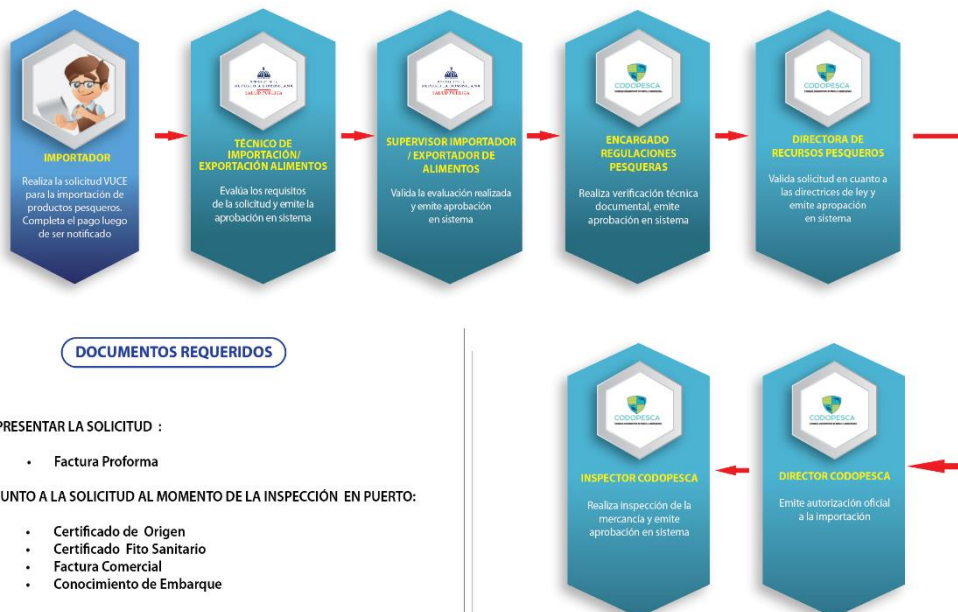 IMPORTADOR
Realiza la solicitud VUCE
para la importación de
productos pesqueros.
Completa el pago luego
de ser notificado
TÉCNICO DE
IMPORTACIÓN/
EXPORTACIÓN ALIMENTOS
Evalúa los requisitos
de la solicitud y emite la
aprobación en sistema
SUPERVISOR IMPORTADOR
/ EXPORTADOR DE
ALIMENTOS
Valida la evaluación realizada
y emite aprobación
en sistema
CODOPESCA
ENCARGADO
REGULACIONES
PESQUERAS
Realiza verificación técnica
documental, emite
aprobación en sistema
CODOPESCA
DIRECTORA DE
RECURSOS PESQUEROS
Valida solicitud en cuanto a
las directrices de ley y
emite apropación
en sistema
DOCUMENTOS REQUERIDOS
PRESENTAR LA SOLICITUD :
• Factura Proforma
UNTO A LA SOLICITUD AL MOMENTO DE LA INSPECCIÓN EN PUERTO:
• Certificado de Origen
• Certificado Fito Sanitario
• Factura Comercial
• Conocimiento de Embarque
CODOPESCA
INSPECTOR CODOPESCA
Realiza inspección de la
mercancía y emite
aprobación en sistema
CODOPESCA
DIRECTOR CODOPESCA
Emite autorización oficial
a la importación